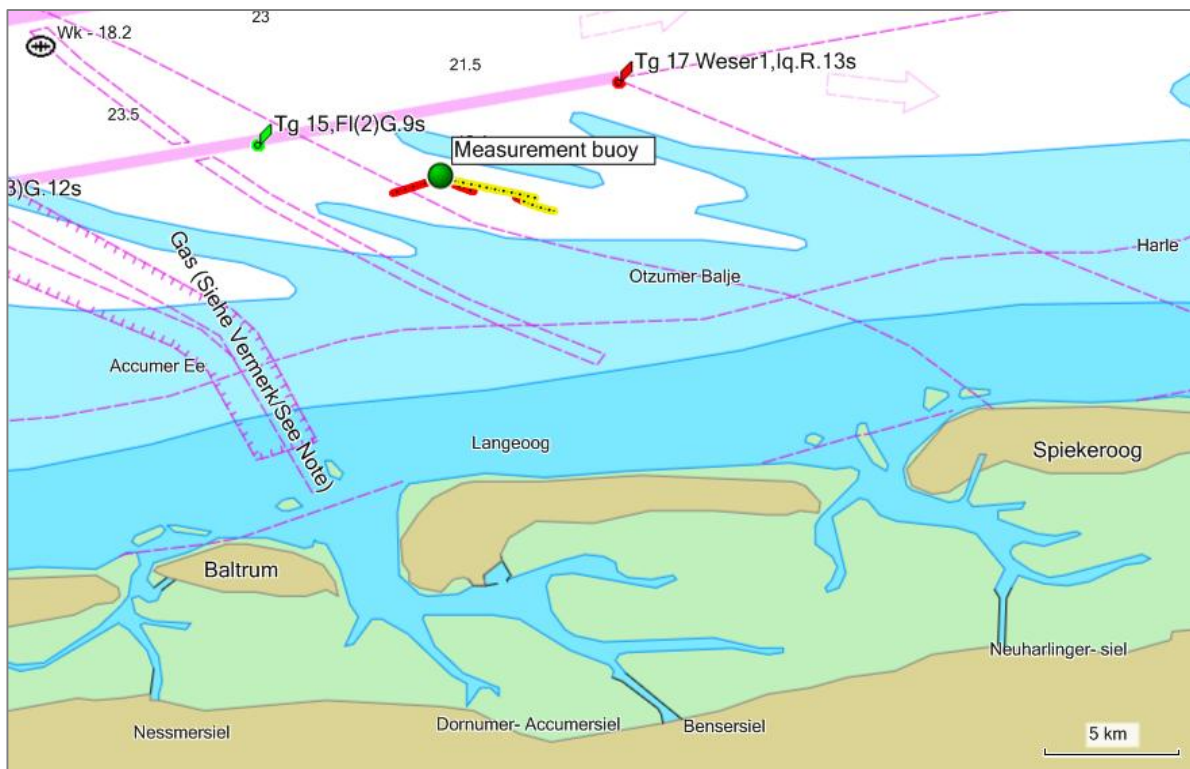 23
Wk - 18.2
21.5
Tg 17 Weser1,Iq.R.13s
23.5
Tg 15,Fl(2)G.9s
Measurement buoy
3)G.12s
Gas (Siehe Vermerk/See Note)
Harle
Otzumer Balje
Accumer Ee
Langeoog
Spiekeroog
Baltrum
Neuharlinger- siel
Nessmersiel
Dornumer- Accumersiel
Bensersiel
5 km